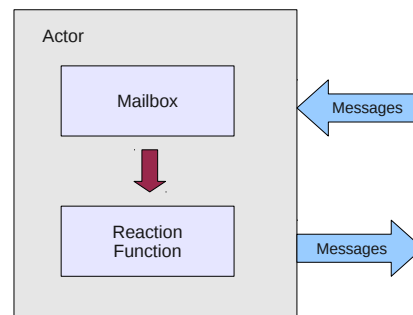 Actor
Mailbox
Messages
Reaction
Function
Messages